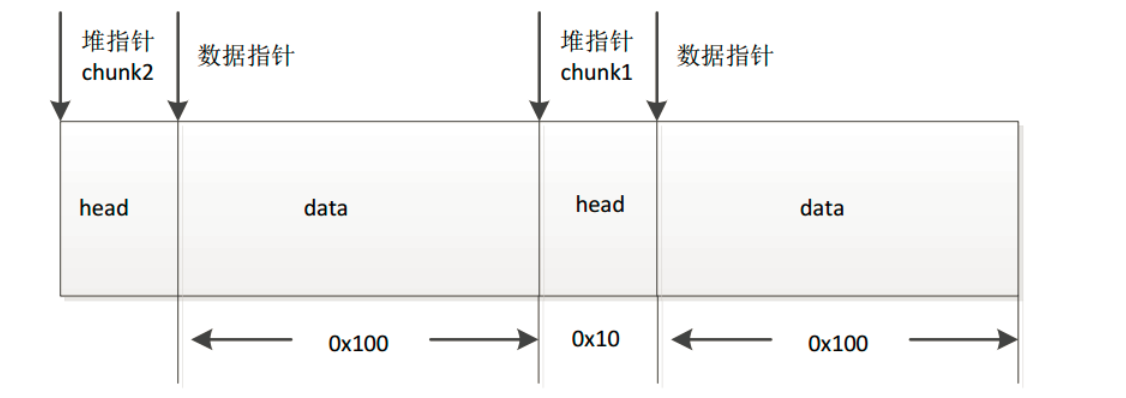 堆指针
chunk2
数据指针
堆指针
chunk1
数据指针
head
data
head
data
0x100
0x10
0x100